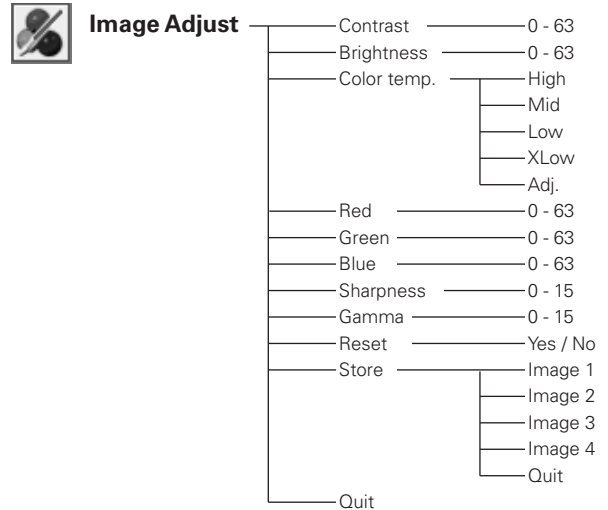 Image Adjust Contrast 0 - 63
Brightness 0 - 63
Color temp. High
Mid
Low
XLow
Adj.
Red 0 - 63
Green 0 - 63
Blue 0 - 63
Sharpness 0 - 15
Gamma 0 - 15
Reset Yes / No
Store Image 1
Image 2
Image 3
Image 4
Quit
Quit